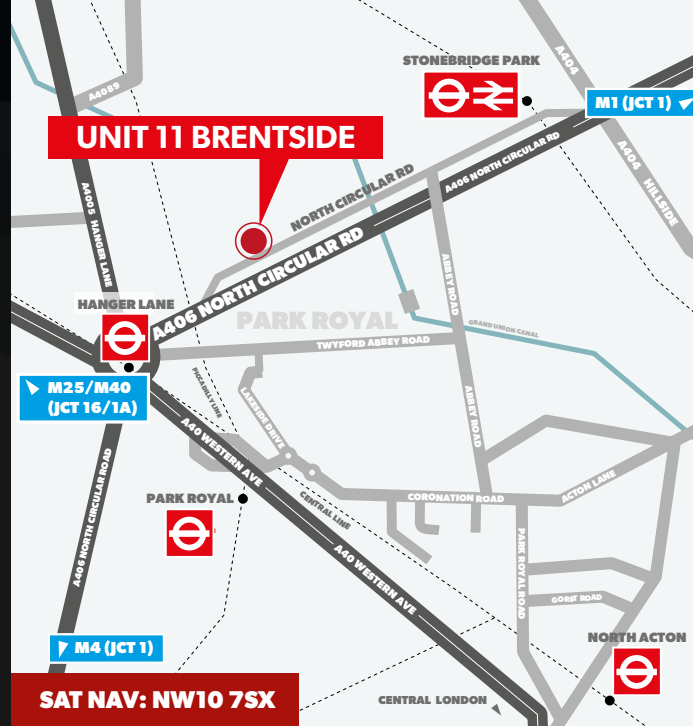 STONEBRIDGE PARK
A404
M1 (JCT 1)
A4089
UNIT 11 BRENTSIDE
A404 HILLSIDE
A406 NORTH CIRCULAR RD
NORTH CIRCULAR RD
A4005 HANGER LANE
A406 NORTH CIRCULAR RD
ABBEY ROAD
HANGER LANE
PARK ROYAL
GRAND UNION CANAL
TWYFORD ABBEY ROAD
M25/M40
(JCT 16/1A)
PICCADILLY LINE
LAKESIDE DRIVE
ABBEY ROAD
A40 WESTERN AVE
ACTON LANE
PARK ROYAL
CORONATION ROAD
CENTRAL LINE
A406 NORTH CIRCULAR ROAD
PARK ROYAL ROAD
A40 WESTERN AVE
GORST ROAD
NORTH ACTON
M4 (JCT 1)
SAT NAV: NW10 7SX
CENTRAL LONDON